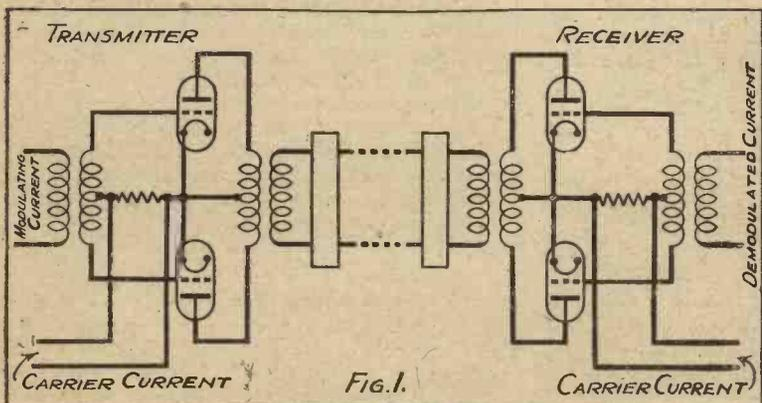 TRANSMITTER
RECEIVER
MODULATING
CURRENT
DEMODULATED CURRENT
CARRIER CURRENT
FIG.1.
CARRIER CURRENT